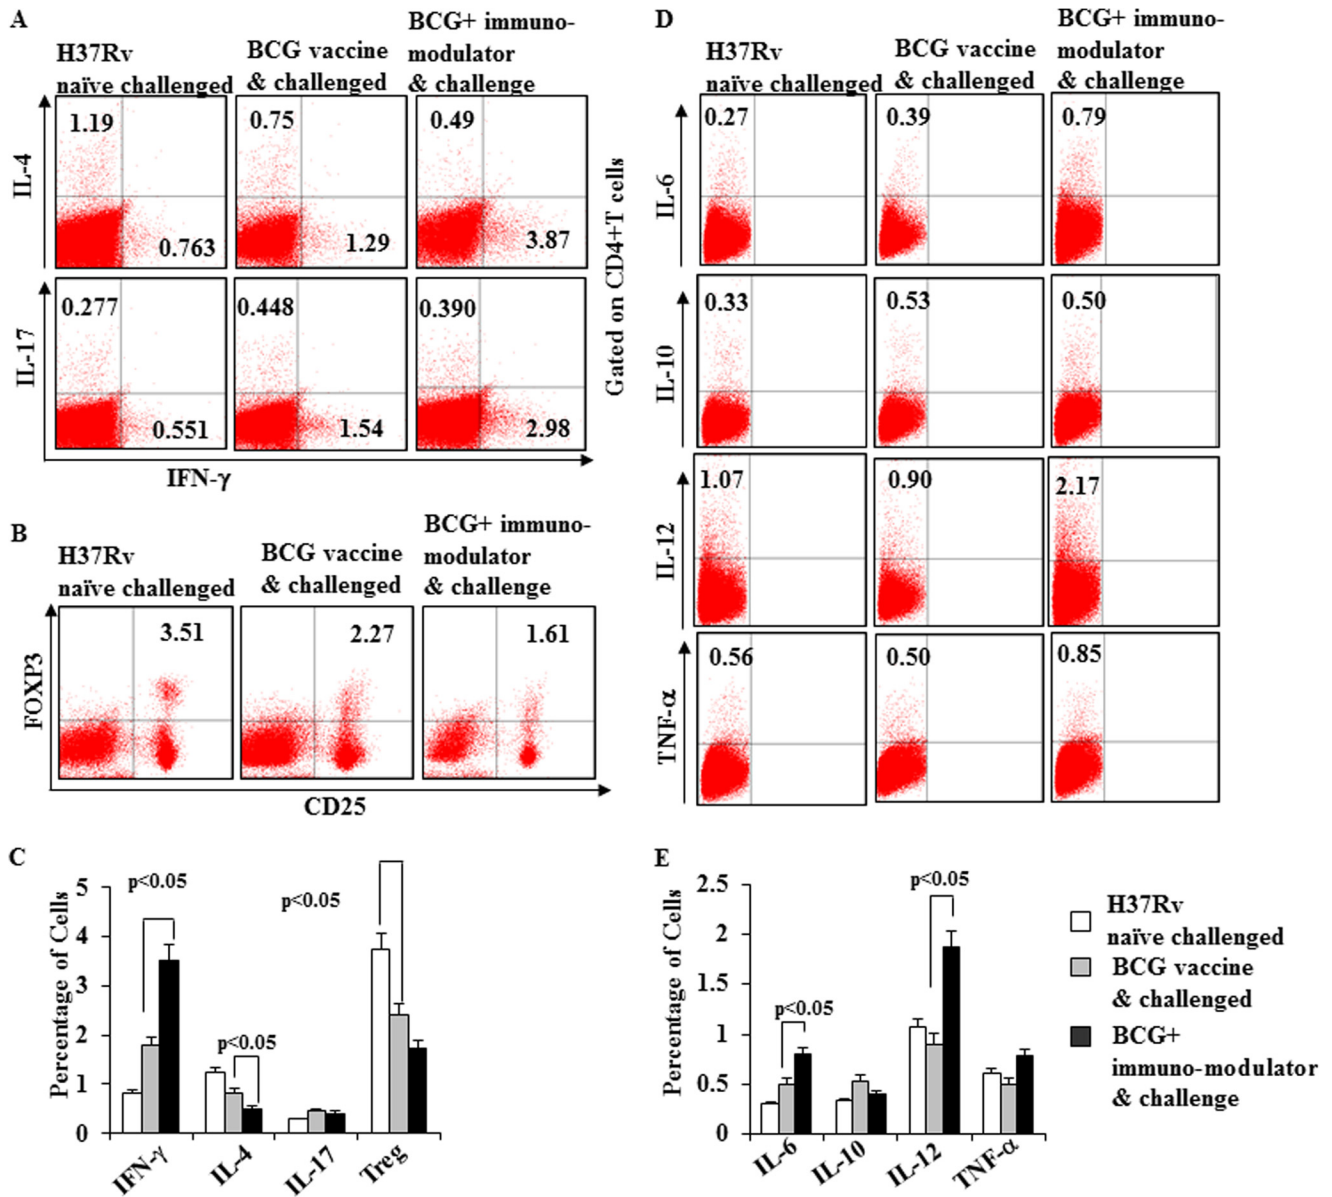 A
H37Rv
naïve challenged
BCG vaccine
& challenged
BCG+ immuno-
modulator
& challenge
IL-4
1.19
0.763
0.75
1.29
0.49
3.87
IL-17
0.277
0.551
0.448
1.54
0.390
2.98
IFN-γ
Gated on CD4+T cells
B
H37Rv
naïve challenged
BCG vaccine
& challenged
BCG+ immuno-
modulator
& challenge
FOXP3
3.51
2.27
1.61
CD25
C
Percentage of Cells
5
4
3
2
1
0
p<0.05
p<0.05
p<0.05
IFN-γ
IL-4
IL-17
Treg
D
H37Rv
naïve challenged
BCG vaccine
& challenged
BCG+ immuno-
modulator
& challenge
IL-6
0.27
0.39
0.79
IL-10
0.33
0.53
0.50
IL-12
1.07
0.90
2.17
TNF-α
0.56
0.50
0.85
E
Percentage of Cells
2.5
2
1.5
1
0.5
0
p<0.05
p<0.05
IL-6
IL-10
IL-12
TNF-α
H37Rv
naïve challenged
BCG vaccine
& challenged
BCG+
immuno-modulator
& challenge